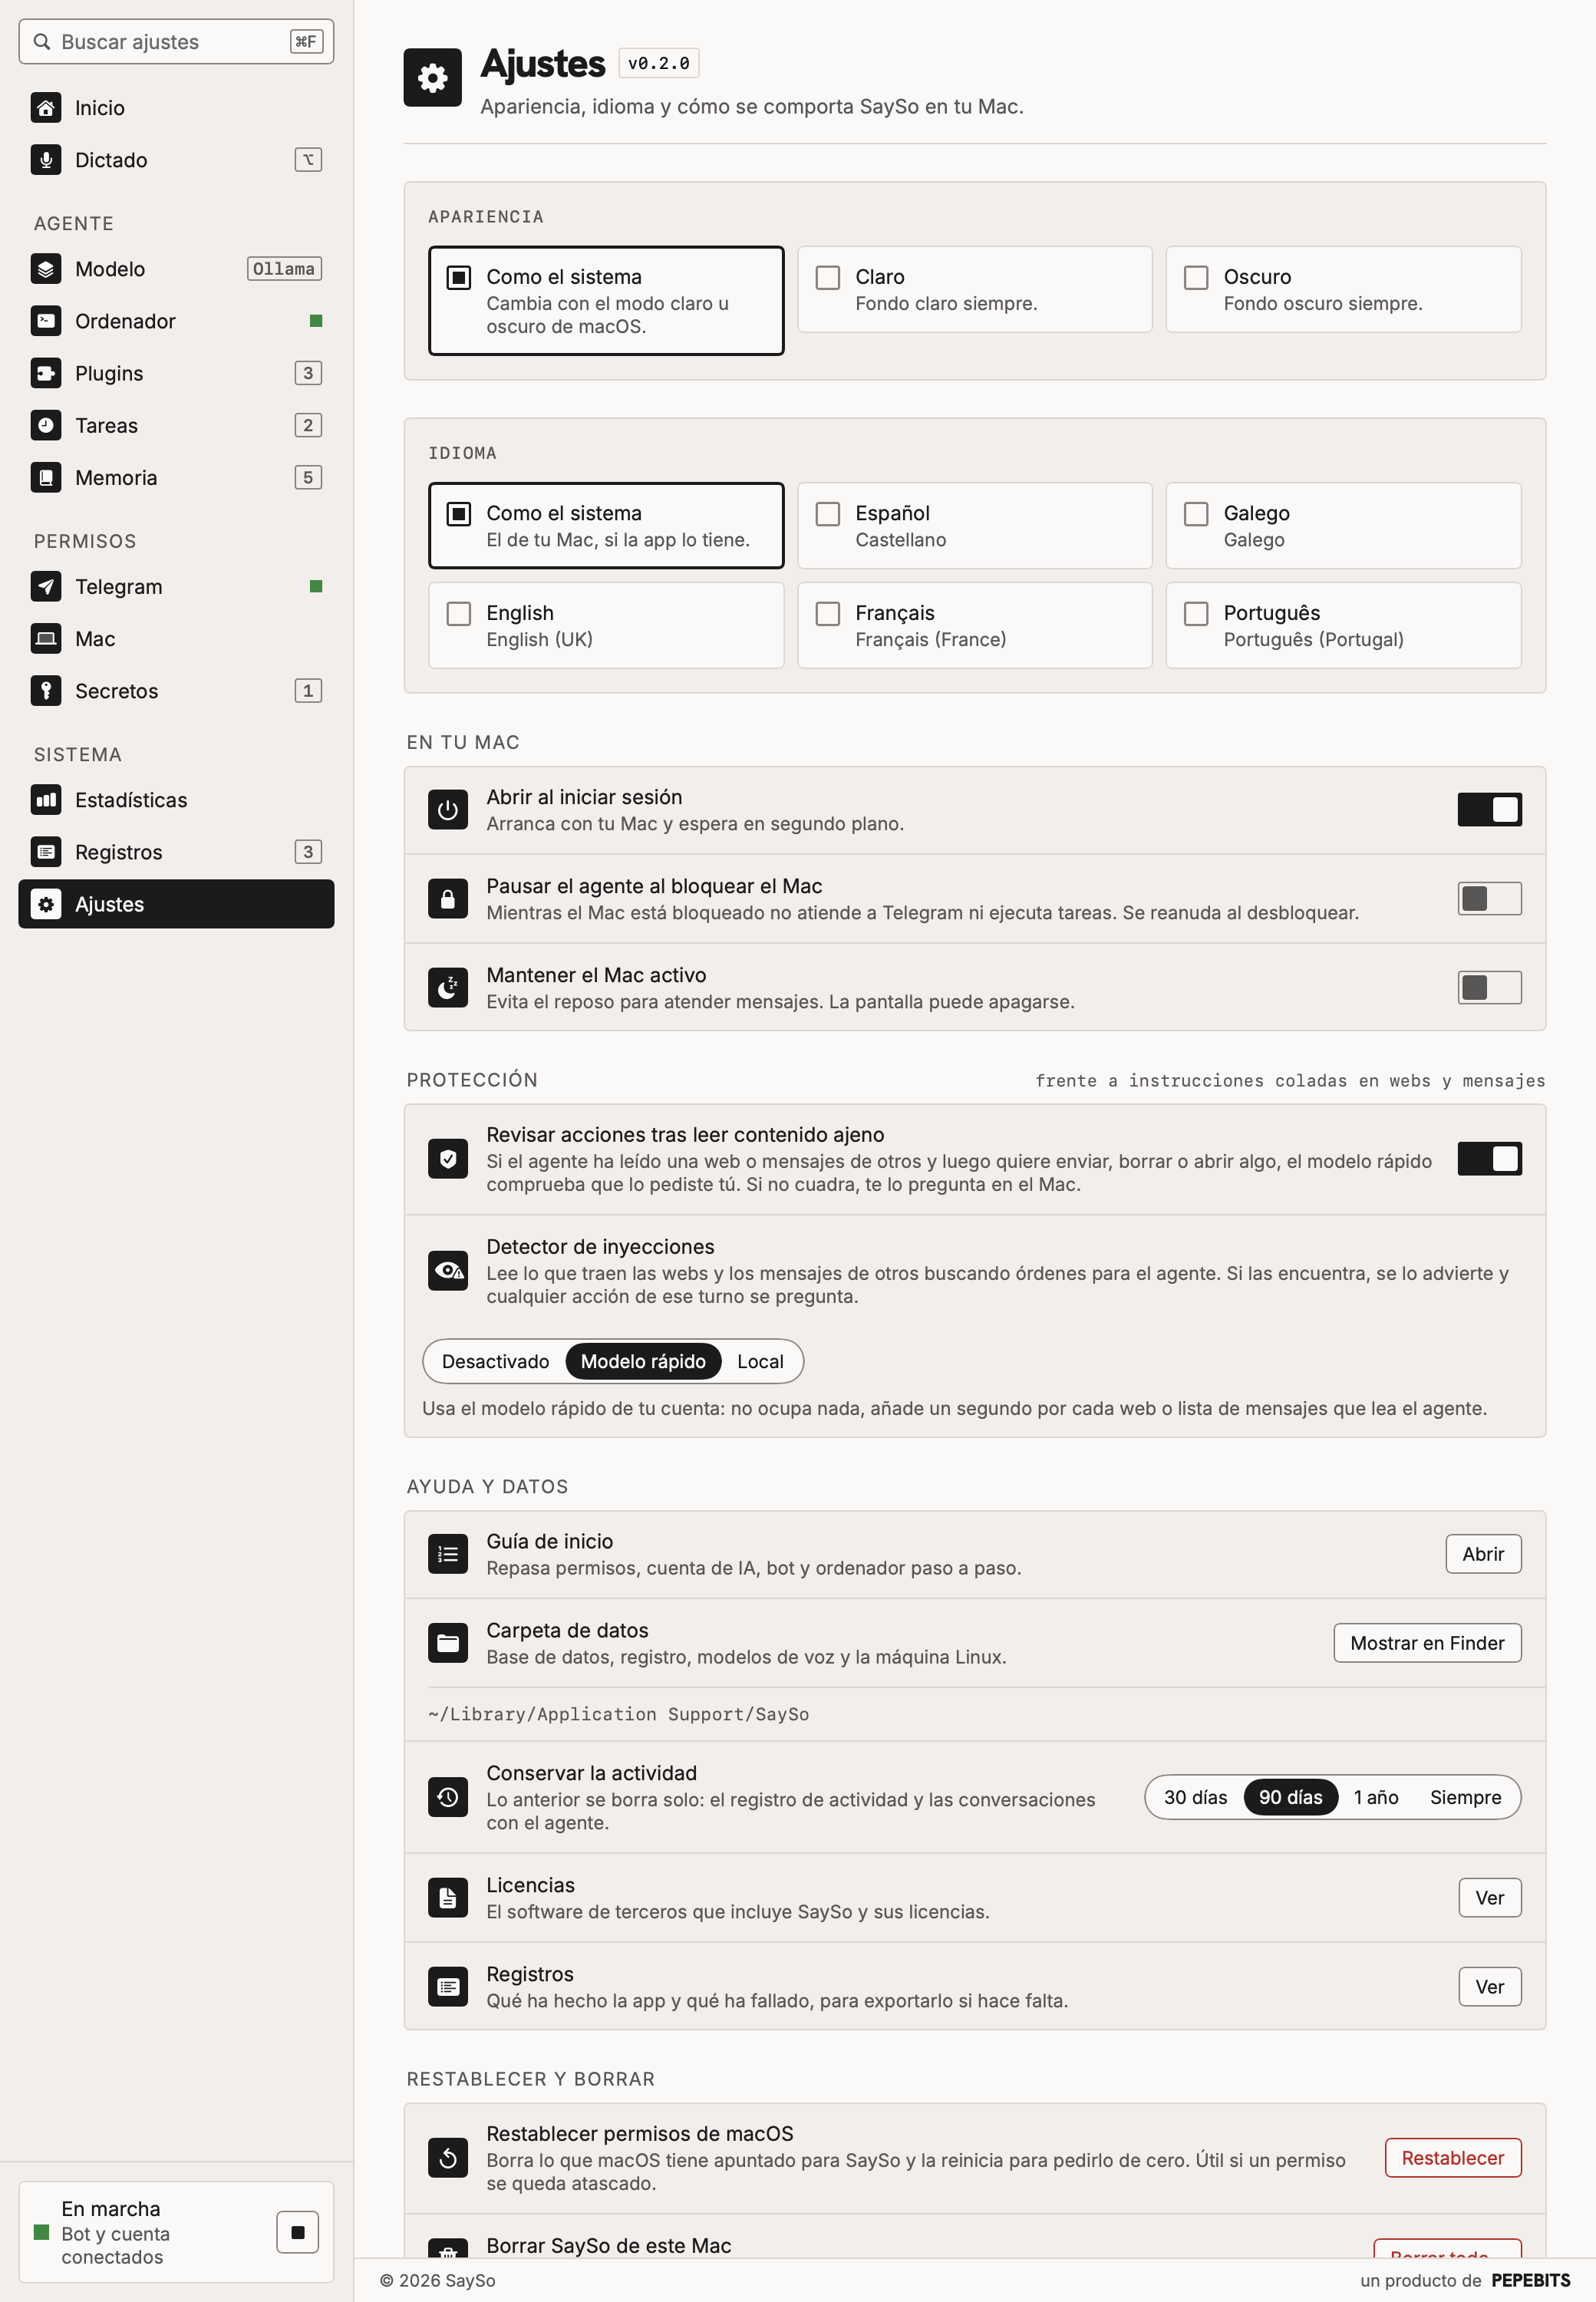 Buscar ajustes ⌘F
Inicio
Dictado ⌥
AGENTE
Modelo Ollama
Ordenador
Plugins 3
Tareas 2
Memoria 5
PERMISOS
Telegram
Mac
Secretos 1
SISTEMA
Estadísticas
Registros 3
Ajustes
En marcha
Bot y cuenta
conectados
Ajustes v0.2.0
Apariencia, idioma y cómo se comporta SaySo en tu Mac.
APARIENCIA
Como el sistema
Cambia con el modo claro u
oscuro de macOS.
Claro
Fondo claro siempre.
Oscuro
Fondo oscuro siempre.
IDIOMA
Como el sistema
El de tu Mac, si la app lo tiene.
Español
Castellano
Galego
Galego
English
English (UK)
Français
Français (France)
Português
Português (Portugal)
EN TU MAC
Abrir al iniciar sesión
Arranca con tu Mac y espera en segundo plano.
Pausar el agente al bloquear el Mac
Mientras el Mac está bloqueado no atiende a Telegram ni ejecuta tareas. Se reanuda al desbloquear.
Mantener el Mac activo
Evita el reposo para atender mensajes. La pantalla puede apagarse.
PROTECCIÓN frente a instrucciones coladas en webs y mensajes
Revisar acciones tras leer contenido ajeno
Si el agente ha leído una web o mensajes de otros y luego quiere enviar, borrar o abrir algo, el modelo rápido
comprueba que lo pediste tú. Si no cuadra, te lo pregunta en el Mac.
Detector de inyecciones
Lee lo que traen las webs y los mensajes de otros buscando órdenes para el agente. Si las encuentra, se lo advierte y
cualquier acción de ese turno se pregunta.
Desactivado Modelo rápido Local
Usa el modelo rápido de tu cuenta: no ocupa nada, añade un segundo por cada web o lista de mensajes que lea el agente.
AYUDA Y DATOS
Guía de inicio
Repasa permisos, cuenta de IA, bot y ordenador paso a paso.
Abrir
Carpeta de datos
Base de datos, registro, modelos de voz y la máquina Linux.
Mostrar en Finder
~/Library/Application Support/SaySo
Conservar la actividad
Lo anterior se borra solo: el registro de actividad y las conversaciones
con el agente.
30 días 90 días 1 año Siempre
Licencias
El software de terceros que incluye SaySo y sus licencias.
Ver
Registros
Qué ha hecho la app y qué ha fallado, para exportarlo si hace falta.
Ver
RESTABLECER Y BORRAR
Restablecer permisos de macOS
Borra lo que macOS tiene apuntado para SaySo y la reinicia para pedirlo de cero. Útil si un permiso
se queda atascado.
Restablecer
Borrar SaySo de este Mac
© 2026 SaySo
un producto de PEPEBITS